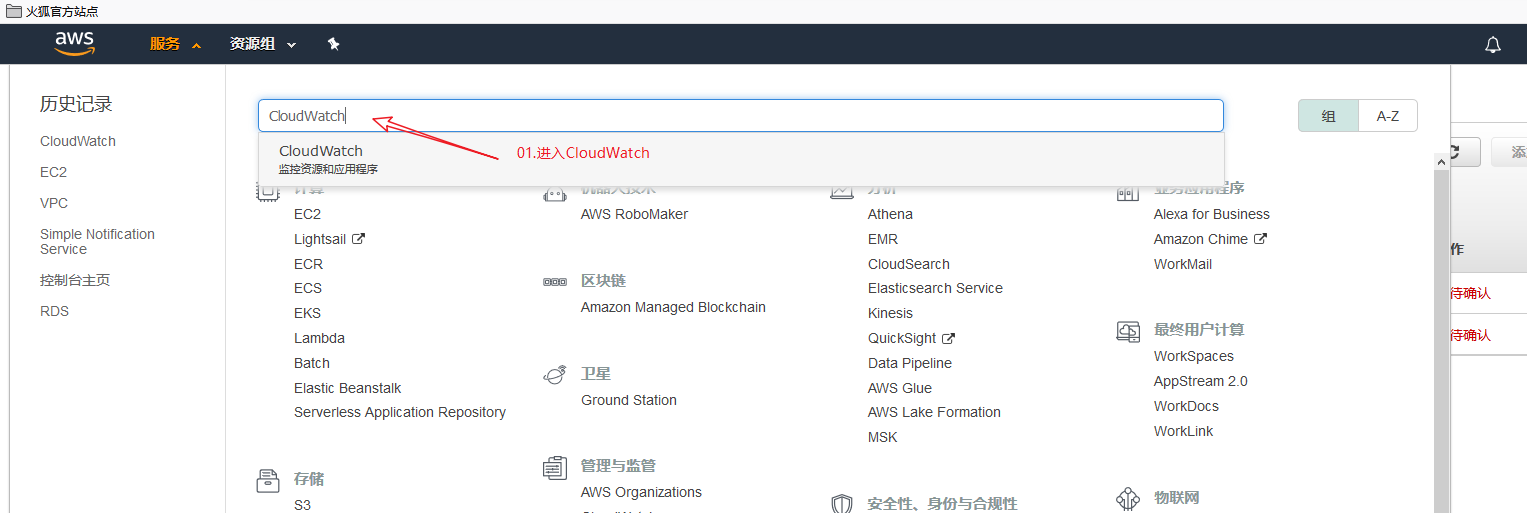 火狐官方站点
aws
服务
资源组
历史记录
CloudWatch
EC2
VPC
Simple Notification
Service
控制台主页
RDS
CloudWatch
组
A-Z
CloudWatch
监控资源和应用程序
01.进入CloudWatch
计算
EC2
Lightsail
ECR
ECS
EKS
Lambda
Batch
Elastic Beanstalk
Serverless Application Repository
存储
S3
机器人技术
AWS RoboMaker
区块链
Amazon Managed Blockchain
卫星
Ground Station
管理与监管
AWS Organizations
CloudWatch
分析
Athena
EMR
CloudSearch
Elasticsearch Service
Kinesis
QuickSight
Data Pipeline
AWS Glue
AWS Lake Formation
MSK
安全性、身份与合规性
业务应用程序
Alexa for Business
Amazon Chime
WorkMail
最终用户计算
WorkSpaces
AppStream 2.0
WorkDocs
WorkLink
物联网
添
作
待确认
待确认